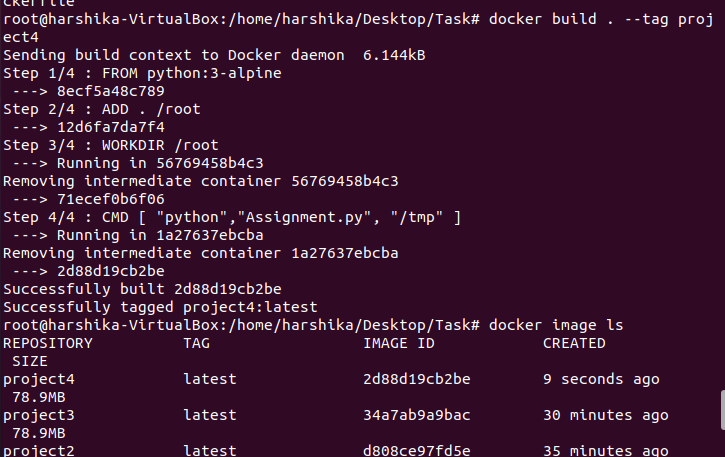 ckerfile
root@harshika-VirtualBox:/home/harshika/Desktop/Task# docker build . --tag proj
ect4
Sending build context to Docker daemon  6.144kB
Step 1/4 : FROM python:3-alpine
 ---> 8ecf5a48c789
Step 2/4 : ADD . /root
 ---> 12d6fa7da7f4
Step 3/4 : WORKDIR /root
 ---> Running in 56769458b4c3
Removing intermediate container 56769458b4c3
 ---> 71ecef0b6f06
Step 4/4 : CMD [ "python","Assignment.py", "/tmp" ]
 ---> Running in 1a27637ebcba
Removing intermediate container 1a27637ebcba
 ---> 2d88d19cb2be
Successfully built 2d88d19cb2be
Successfully tagged project4:latest
root@harshika-VirtualBox:/home/harshika/Desktop/Task# docker image ls
REPOSITORY          TAG                 IMAGE ID            CREATED
 SIZE
project4            latest              2d88d19cb2be        9 seconds ago
 78.9MB
project3            latest              34a7ab9a9bac        30 minutes ago
 78.9MB
project2            latest              d808ce97fd5e        35 minutes ago